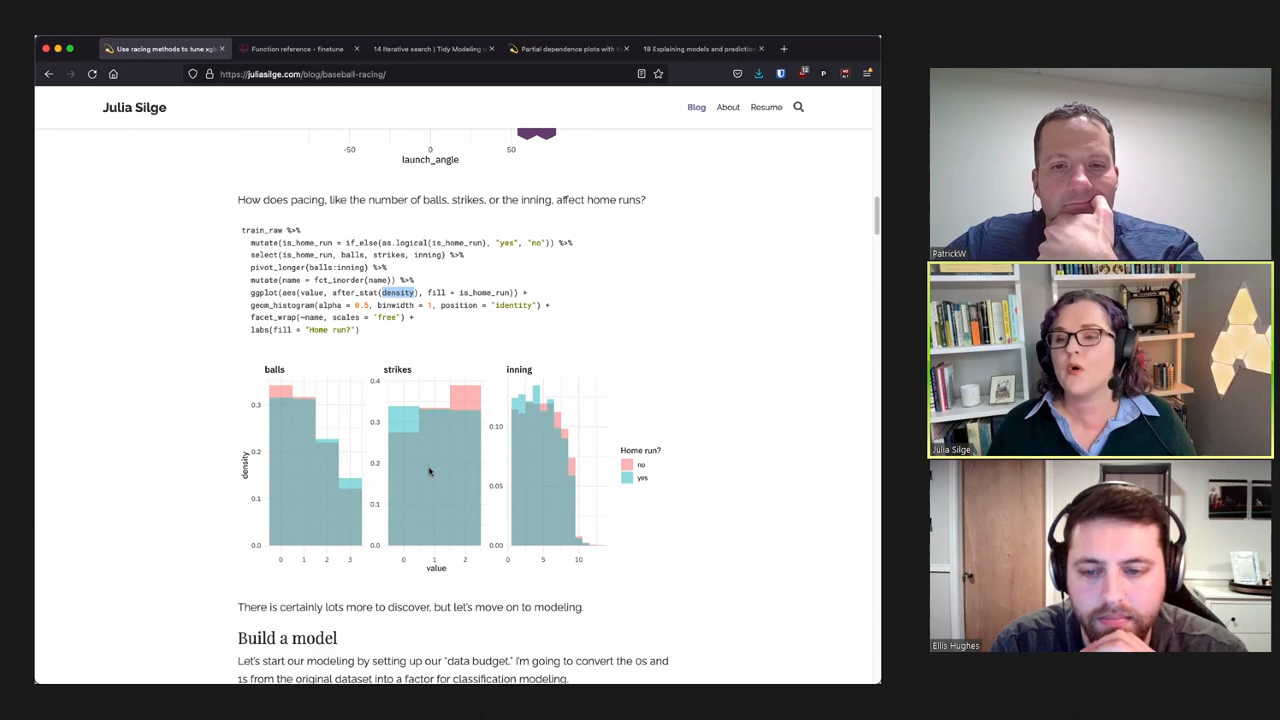 Use racing methods to tune xgb
Function reference - finetune
14 Iterative search | Tidy Modeling w
Partial dependence plots with t
18 Explaining models and prediction
https://juliasilge.com/blog/baseball-racing/
Julia Silge
Blog
About
Resume
-50
0
50
launch_angle
How does pacing, like the number of balls, strikes, or the inning, affect home runs?
train_raw %>%
mutate(is_home_run = if_else(as.logical(is_home_run), "yes", "no")) %>%
select(is_home_run, balls, strikes, inning) %>%
pivot_longer(balls:inning) %>%
mutate(name = fct_inorder(name)) %>%
ggplot(aes(value, after_stat(density), fill = is_home_run)) +
geom_histogram(alpha = 0.5, binwidth = 1, position = "identity") +
facet_wrap(~name, scales = "free") +
labs(fill = "Home run?")
balls
strikes
inning
density
0.3
0.2
0.1
0.0
0 1 2 3
0.4
0.3
0.2
0.1
0.0
0 1 2
0.10
0.05
0.00
0 5 10
value
Home run?
no
yes
There is certainly lots more to discover, but let's move on to modeling.
Build a model
Let's start our modeling by setting up our "data budget." I'm going to convert the 0s and
1s from the original dataset into a factor for classification modeling.
PatrickW
Julia Silge
Ellis Hughes